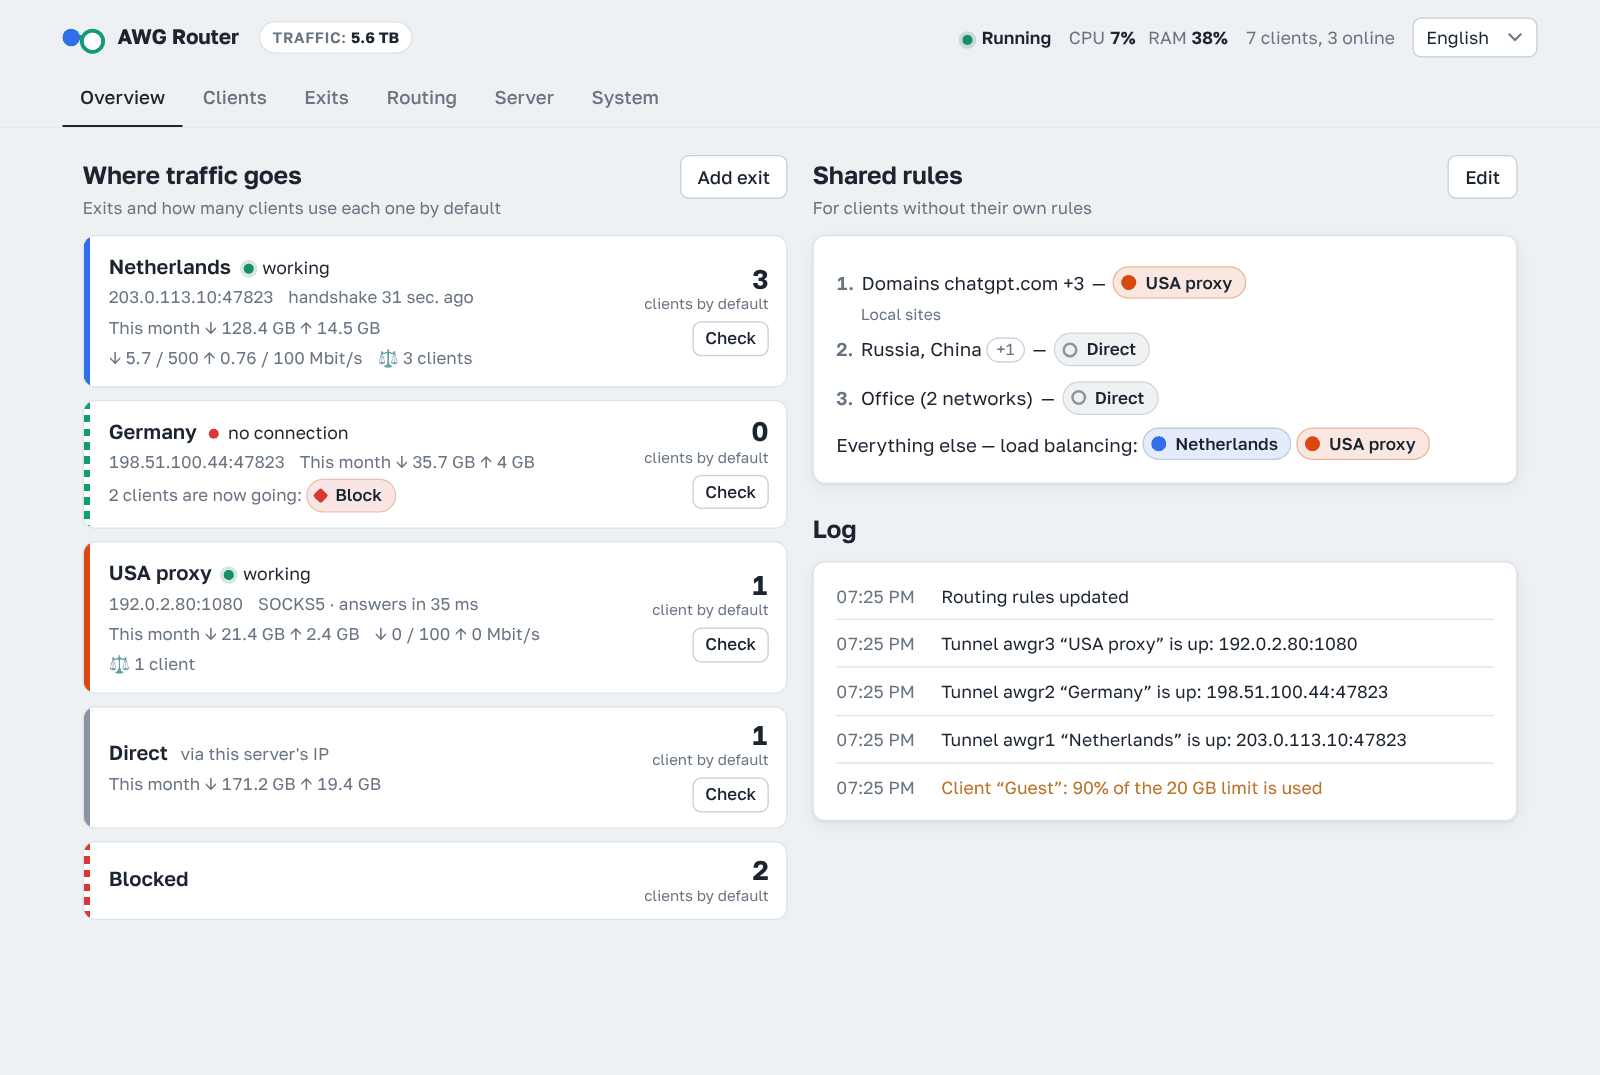 AWG Router
TRAFFIC: 5.6 TB
Running CPU 7% RAM 38% 7 clients, 3 online
English
Overview Clients Exits Routing Server System
Where traffic goes
Add exit
Exits and how many clients use each one by default
Netherlands working
203.0.113.10:47823 handshake 31 sec. ago
This month ↓ 128.4 GB ↑ 14.5 GB
↓ 5.7 / 500 ↑ 0.76 / 100 Mbit/s ⚖ 3 clients
3
clients by default
Check
Germany no connection
198.51.100.44:47823 This month ↓ 35.7 GB ↑ 4 GB
2 clients are now going: Block
0
clients by default
Check
USA proxy working
192.0.2.80:1080 SOCKS5 · answers in 35 ms
This month ↓ 21.4 GB ↑ 2.4 GB ↓ 0 / 100 ↑ 0 Mbit/s
⚖ 1 client
1
client by default
Check
Direct via this server's IP
This month ↓ 171.2 GB ↑ 19.4 GB
1
client by default
Check
Blocked
2
clients by default
Shared rules
Edit
For clients without their own rules
1. Domains chatgpt.com +3 — USA proxy
Local sites
2. Russia, China +1 — Direct
3. Office (2 networks) — Direct
Everything else — load balancing: Netherlands USA proxy
Log
07:25 PM Routing rules updated
07:25 PM Tunnel awgr3 “USA proxy” is up: 192.0.2.80:1080
07:25 PM Tunnel awgr2 “Germany” is up: 198.51.100.44:47823
07:25 PM Tunnel awgr1 “Netherlands” is up: 203.0.113.10:47823
07:25 PM Client “Guest”: 90% of the 20 GB limit is used